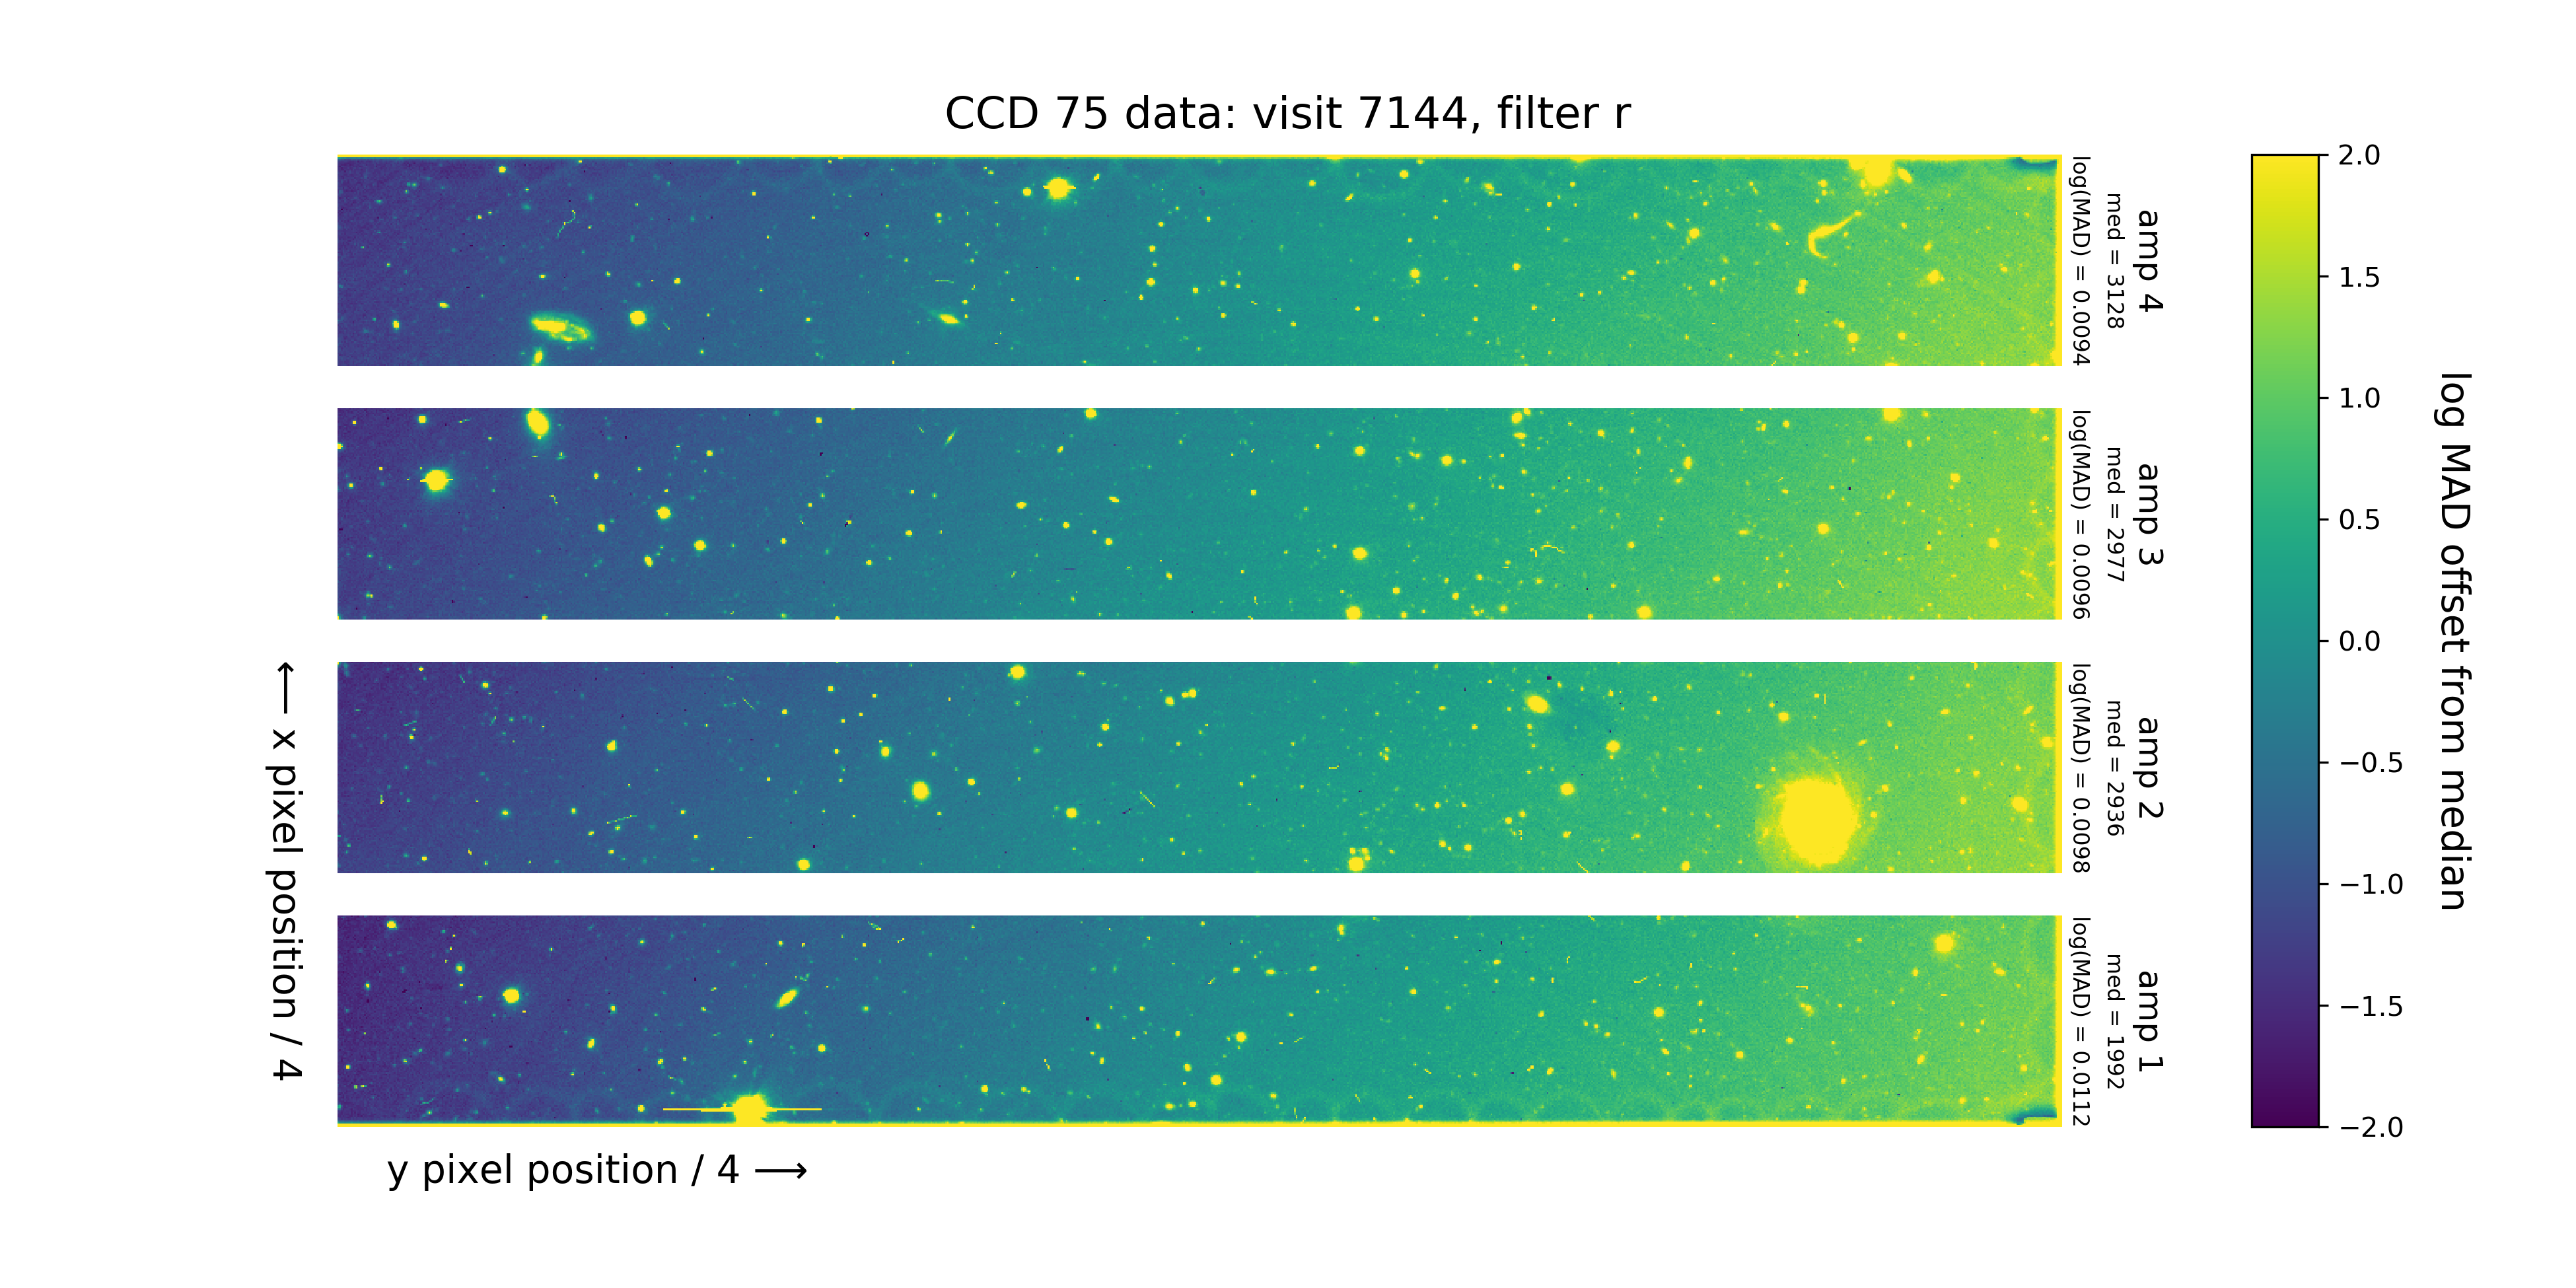 CCD 75 data: visit 7144, filter r
amp 4
med = 3128
log(MAD) = 0.0094
amp 3
med = 2977
log(MAD) = 0.0096
amp 2
med = 2936
log(MAD) = 0.0098
amp 1
med = 1992
log(MAD) = 0.0112
⟵ x pixel position / 4
y pixel position / 4 ⟶
2.0
1.5
1.0
0.5
0.0
−0.5
−1.0
−1.5
−2.0
log MAD offset from median